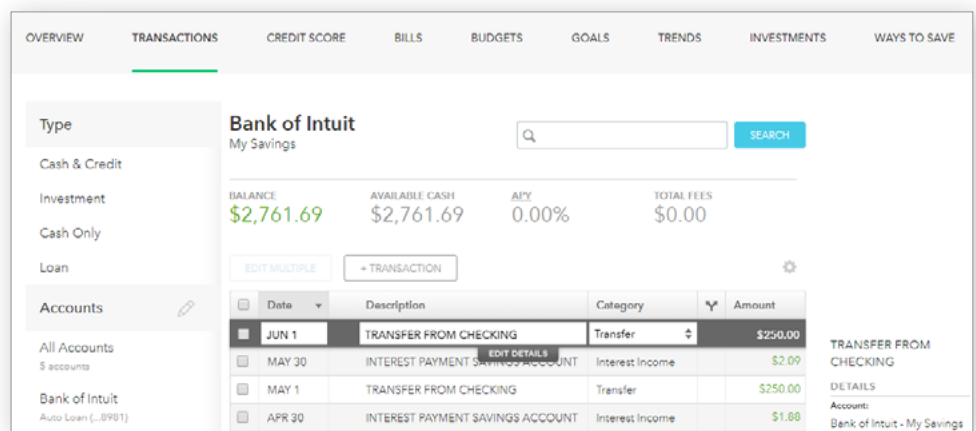 OVERVIEW TRANSACTIONS CREDIT SCORE BILLS BUDGETS GOALS TRENDS INVESTMENTS WAYS TO SAVE
Type
Cash & Credit
Investment
Cash Only
Loan
Accounts
All Accounts
5 accounts
Bank of Intuit
Auto Loan (...8981)
Bank of Intuit
My Savings
SEARCH
BALANCE AVAILABLE CASH APY TOTAL FEES
$2,761.69 $2,761.69 0.00% $0.00
EDIT MULTIPLE + TRANSACTION
Date Description Category Amount
JUN 1 TRANSFER FROM CHECKING Transfer $250.00
EDIT DETAILS
MAY 30 INTEREST PAYMENT SAVINGS ACCOUNT Interest Income $2.09
MAY 1 TRANSFER FROM CHECKING Transfer $250.00
APR 30 INTEREST PAYMENT SAVINGS ACCOUNT Interest Income $1.88
TRANSFER FROM
CHECKING
DETAILS
Account:
Bank of Intuit - My Savings